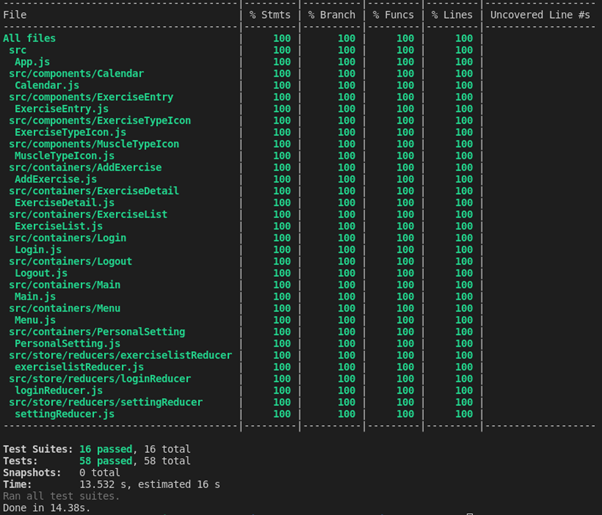 ---------------------------------------|---------|----------|---------|---------|-------------------
File                                   | % Stmts | % Branch | % Funcs | % Lines | Uncovered Line #s
---------------------------------------|---------|----------|---------|---------|-------------------
All files                              |     100 |      100 |     100 |     100 |
 src                                   |     100 |      100 |     100 |     100 |
  App.js                               |     100 |      100 |     100 |     100 |
 src/components/Calendar               |     100 |      100 |     100 |     100 |
  Calendar.js                          |     100 |      100 |     100 |     100 |
 src/components/ExerciseEntry          |     100 |      100 |     100 |     100 |
  ExerciseEntry.js                     |     100 |      100 |     100 |     100 |
 src/components/ExerciseTypeIcon       |     100 |      100 |     100 |     100 |
  ExerciseTypeIcon.js                  |     100 |      100 |     100 |     100 |
 src/components/MuscleTypeIcon         |     100 |      100 |     100 |     100 |
  MuscleTypeIcon.js                    |     100 |      100 |     100 |     100 |
 src/containers/AddExercise            |     100 |      100 |     100 |     100 |
  AddExercise.js                       |     100 |      100 |     100 |     100 |
 src/containers/ExerciseDetail         |     100 |      100 |     100 |     100 |
  ExerciseDetail.js                    |     100 |      100 |     100 |     100 |
 src/containers/ExerciseList           |     100 |      100 |     100 |     100 |
  ExerciseList.js                      |     100 |      100 |     100 |     100 |
 src/containers/Login                  |     100 |      100 |     100 |     100 |
  Login.js                             |     100 |      100 |     100 |     100 |
 src/containers/Logout                 |     100 |      100 |     100 |     100 |
  Logout.js                            |     100 |      100 |     100 |     100 |
 src/containers/Main                   |     100 |      100 |     100 |     100 |
  Main.js                              |     100 |      100 |     100 |     100 |
 src/containers/Menu                   |     100 |      100 |     100 |     100 |
  Menu.js                              |     100 |      100 |     100 |     100 |
 src/containers/PersonalSetting        |     100 |      100 |     100 |     100 |
  PersonalSetting.js                   |     100 |      100 |     100 |     100 |
 src/store/reducers/exerciselistReducer |     100 |      100 |     100 |     100 |
  exerciselistReducer.js               |     100 |      100 |     100 |     100 |
 src/store/reducers/loginReducer       |     100 |      100 |     100 |     100 |
  loginReducer.js                      |     100 |      100 |     100 |     100 |
 src/store/reducers/settingReducer     |     100 |      100 |     100 |     100 |
  settingReducer.js                    |     100 |      100 |     100 |     100 |
---------------------------------------|---------|----------|---------|---------|-------------------
Test Suites: 16 passed, 16 total
Tests:       58 passed, 58 total
Snapshots:   0 total
Time:        13.532 s, estimated 16 s
Ran all test suites.
Done in 14.38s.